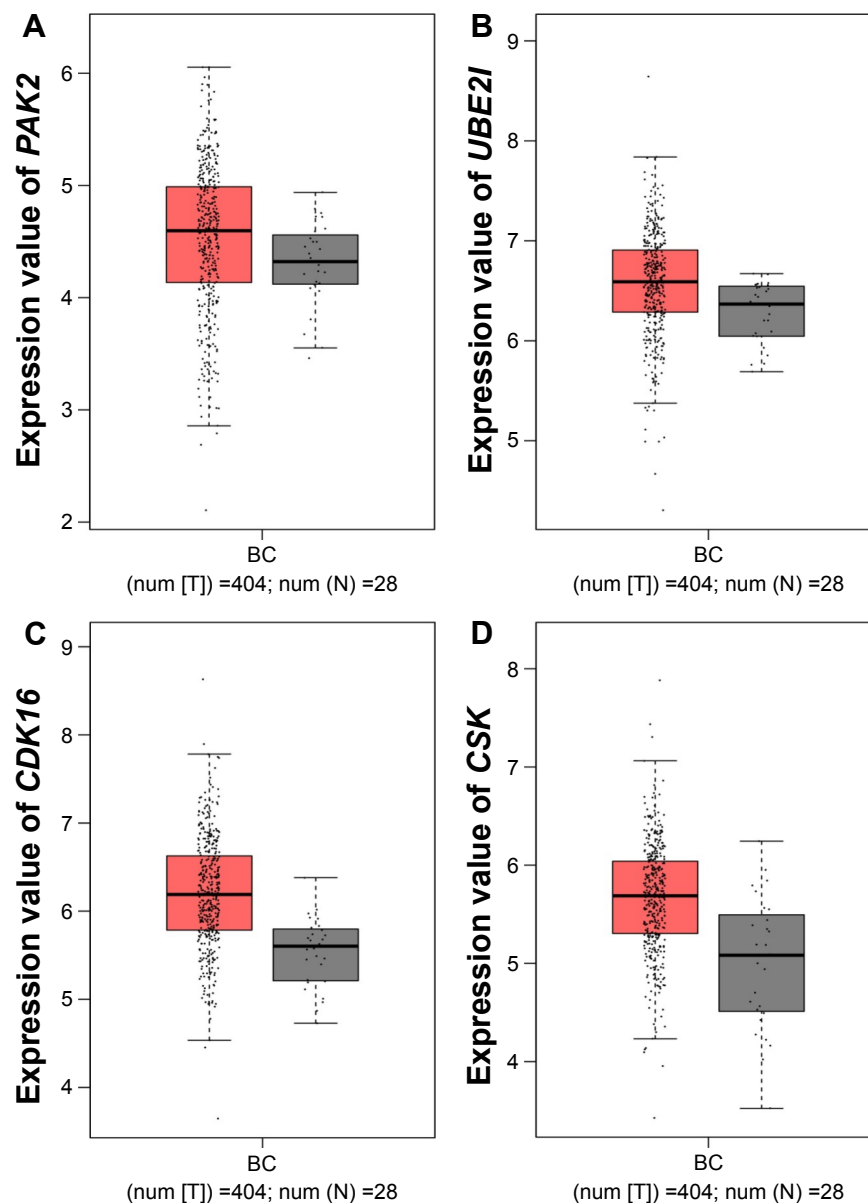 A
Expression value of PAK2
6
5
4
3
2
BC
(num [T]) =404; num (N) =28
B
Expression value of UBE2I
9
8
7
6
5
BC
(num [T]) =404; num (N) =28
C
Expression value of CDK16
9
8
7
6
5
4
BC
(num [T]) =404; num (N) =28
D
Expression value of CSK
8
7
6
5
4
BC
(num [T]) =404; num (N) =28